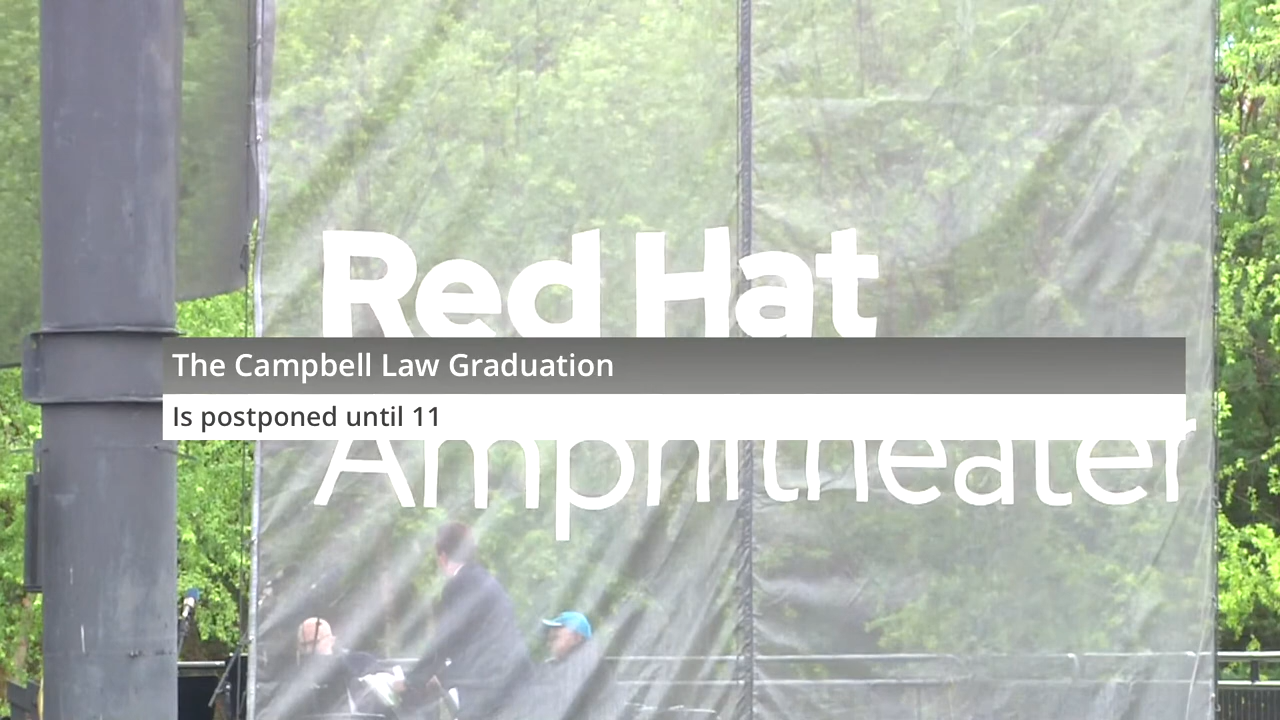 Red Hat
The Campbell Law Graduation
Is postponed until 11
Amphitheater